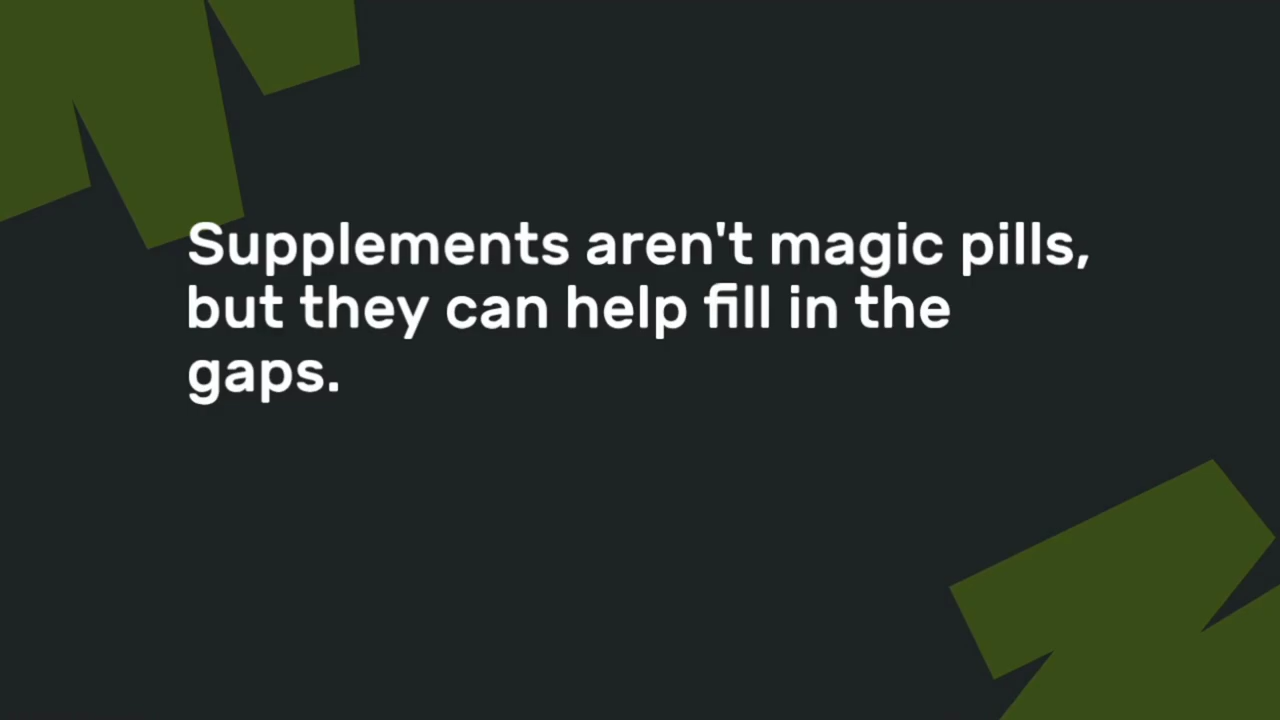 Supplements aren't magic pills,
but they can help fill in the
gaps.